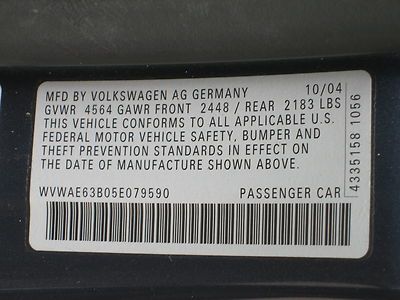 MFD BY VOLKSWAGEN AG GERMANY 10/04
GVWR 4564 GAWR FRONT 2448 / REAR 2183 LBS
THIS VEHICLE CONFORMS TO ALL APPLICABLE U.S.
FEDERAL MOTOR VEHICLE SAFETY, BUMPER AND
THEFT PREVENTION STANDARDS IN EFFECT ON
THE DATE OF MANUFACTURE SHOWN ABOVE.
WVWAE63B05E079590 PASSENGER CAR
4335158 1056